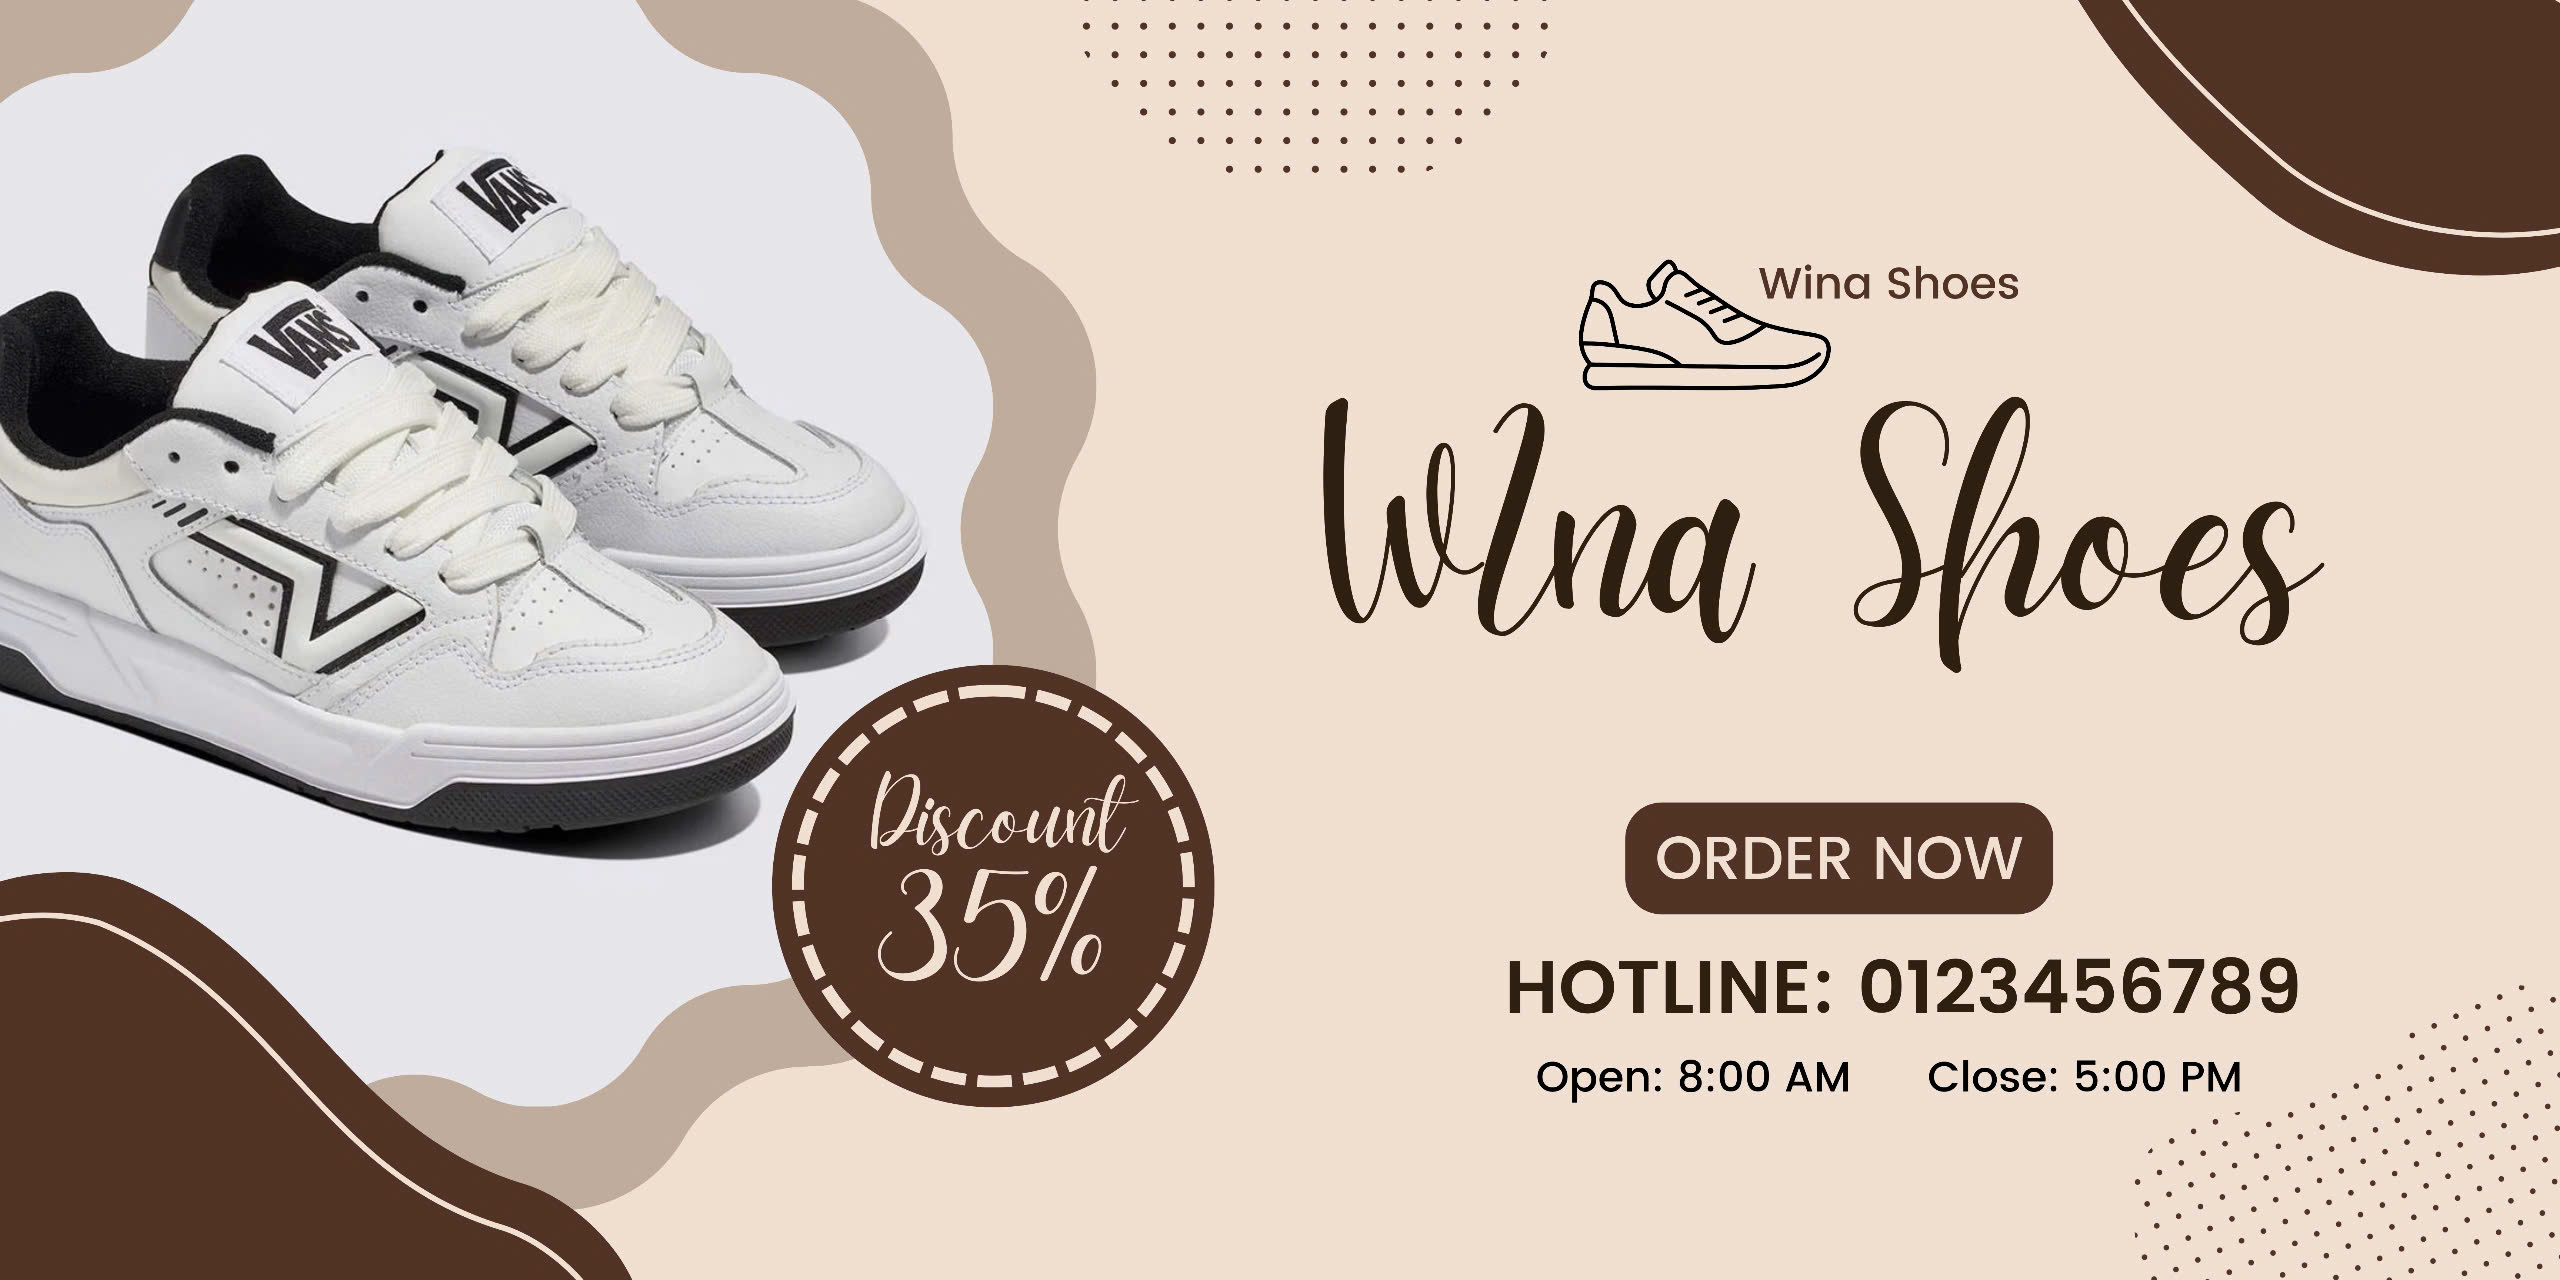 VANS
VANS
Wina Shoes
Wina Shoes
Discount
35%
ORDER NOW
HOTLINE: 0123456789
Open: 8:00 AM Close: 5:00 PM